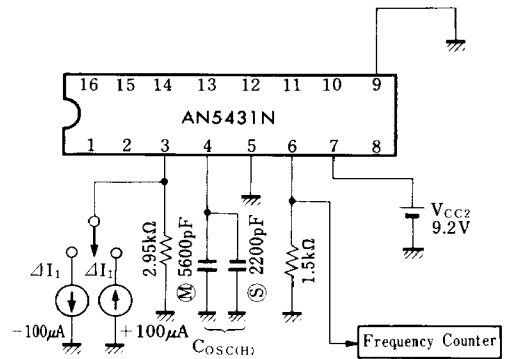 16 15 14 13 12 11 10 9
AN5431N
1 2 3 4 5 6 7 8
ΔI1 ΔI1
−100μA +100μA
2.95kΩ
Ⓜ 5600pF
Ⓢ 2200pF
COSC(H)
1.5kΩ
VCC2
9.2V
Frequency Counter